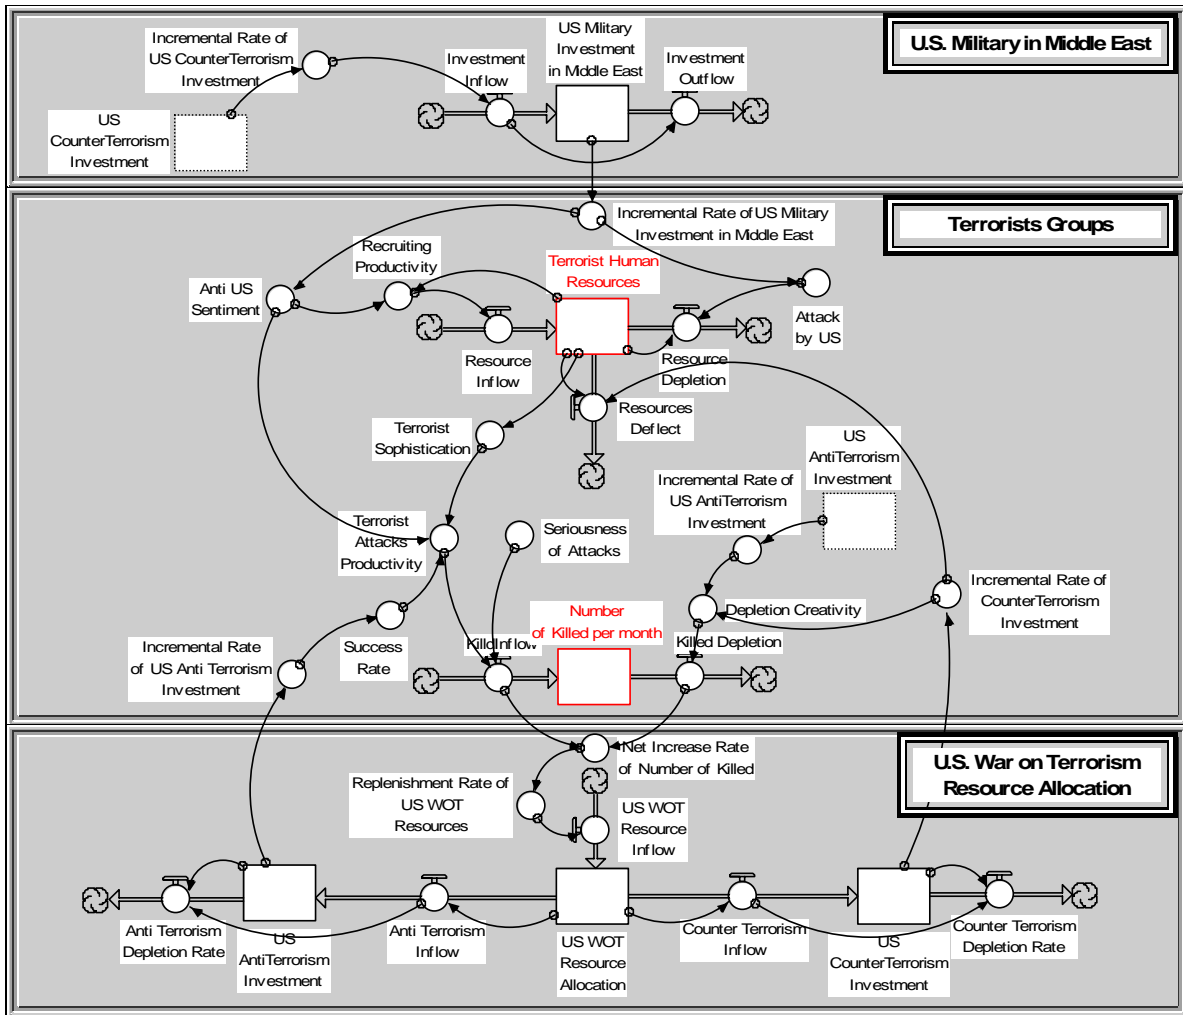 U.S. Military in Middle East
Incremental Rate of
US CounterTerrorism
Investment
US
CounterTerrorism
Investment
Investment
Inflow
US Military
Investment
in Middle East
Investment
Outflow
Terrorists Groups
Incremental Rate of US Military
Investment in Middle East
Recruiting
Productivity
Terrorist Human
Resources
Anti US
Sentiment
Attack
by US
Resource
Inflow
Resource
Depletion
Resources
Deflect
Terrorist
Sophistication
US
AntiTerrorism
Investment
Incremental Rate of
US AntiTerrorism
Investment
Terrorist
Attacks
Productivity
Seriousness
of Attacks
Incremental Rate of
CounterTerrorism
Investment
Depletion Creativity
Number
of Killed per month
Killed Depletion
KilldInflow
Success
Rate
Incremental Rate
of US Anti Terrorism
Investment
U.S. War on Terrorism
Resource Allocation
Net Increase Rate
of Number of Killed
Replenishment Rate of
US WOT
Resources
US WOT
Resource
Inflow
Anti Terrorism
Depletion Rate
US
AntiTerrorism
Investment
Anti Terrorism
Inflow
US WOT
Resource
Allocation
Counter Terrorism
Inflow
US
CounterTerrorism
Investment
Counter Terrorism
Depletion Rate